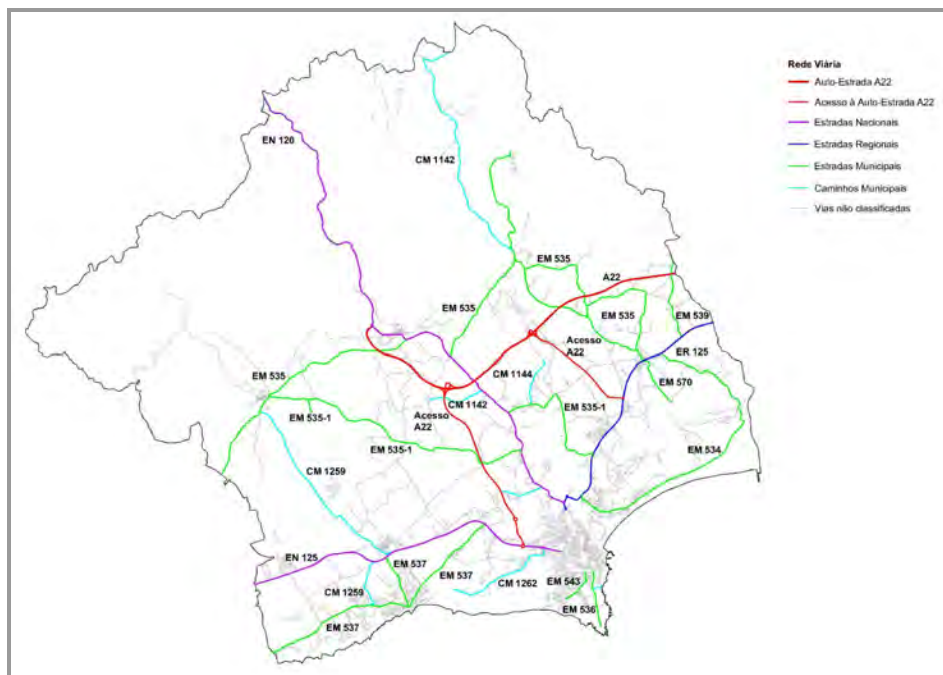 Rede Viária
Auto-Estrada A22
Acesso à Auto-Estrada A22
Estradas Nacionais
Estradas Regionais
Estradas Municipais
Caminhos Municipais
Vias não classificadas
EN 120
CM 1142
EM 535
A22
EM 535
EM 535
EM 539
Acesso
A22
ER 125
CM 1144
EM 535
EM 570
CM 1142
EM 535-1
Acesso
A22
EM 535-1
EM 535-1
EM 534
CM 1259
EN 125
EM 537
EM 537
CM 1262
EM 543
CM 1259
EM 536
EM 537